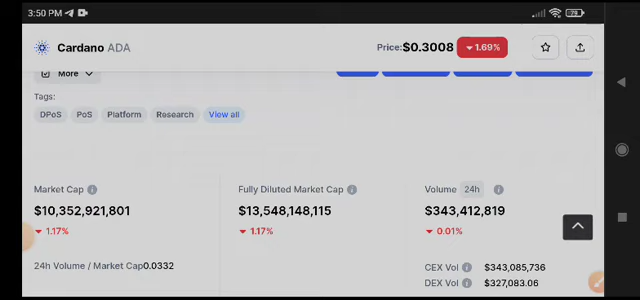 3:50 PM
79
Cardano ADA
Price: $0.3008 1.69%
More
Tags:
DPoS PoS Platform Research View all
Market Cap Fully Diluted Market Cap Volume 24h
$10,352,921,801 $13,548,148,115 $343,412,819
1.17% 1.17% 0.01%
24h Volume / Market Cap0.0332
CEX Vol $343,085,736
DEX Vol $327,083.06